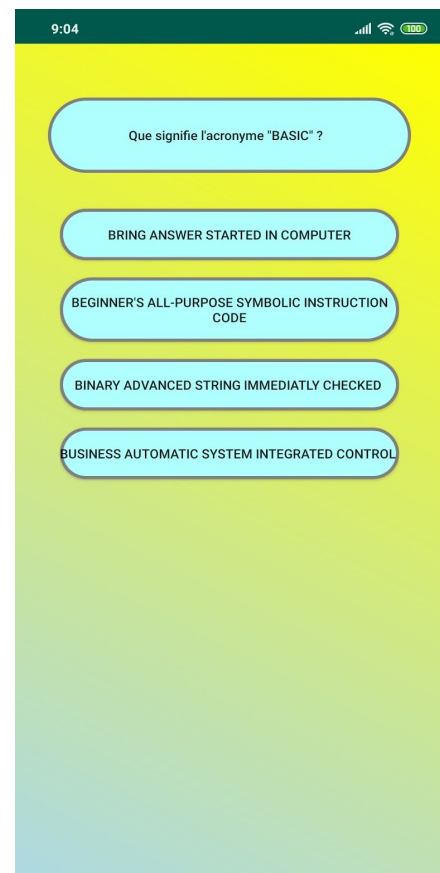 9:04
100
Que signifie l'acronyme "BASIC" ?
BRING ANSWER STARTED IN COMPUTER
BEGINNER'S ALL-PURPOSE SYMBOLIC INSTRUCTION
CODE
BINARY ADVANCED STRING IMMEDIATLY CHECKED
BUSINESS AUTOMATIC SYSTEM INTEGRATED CONTROL